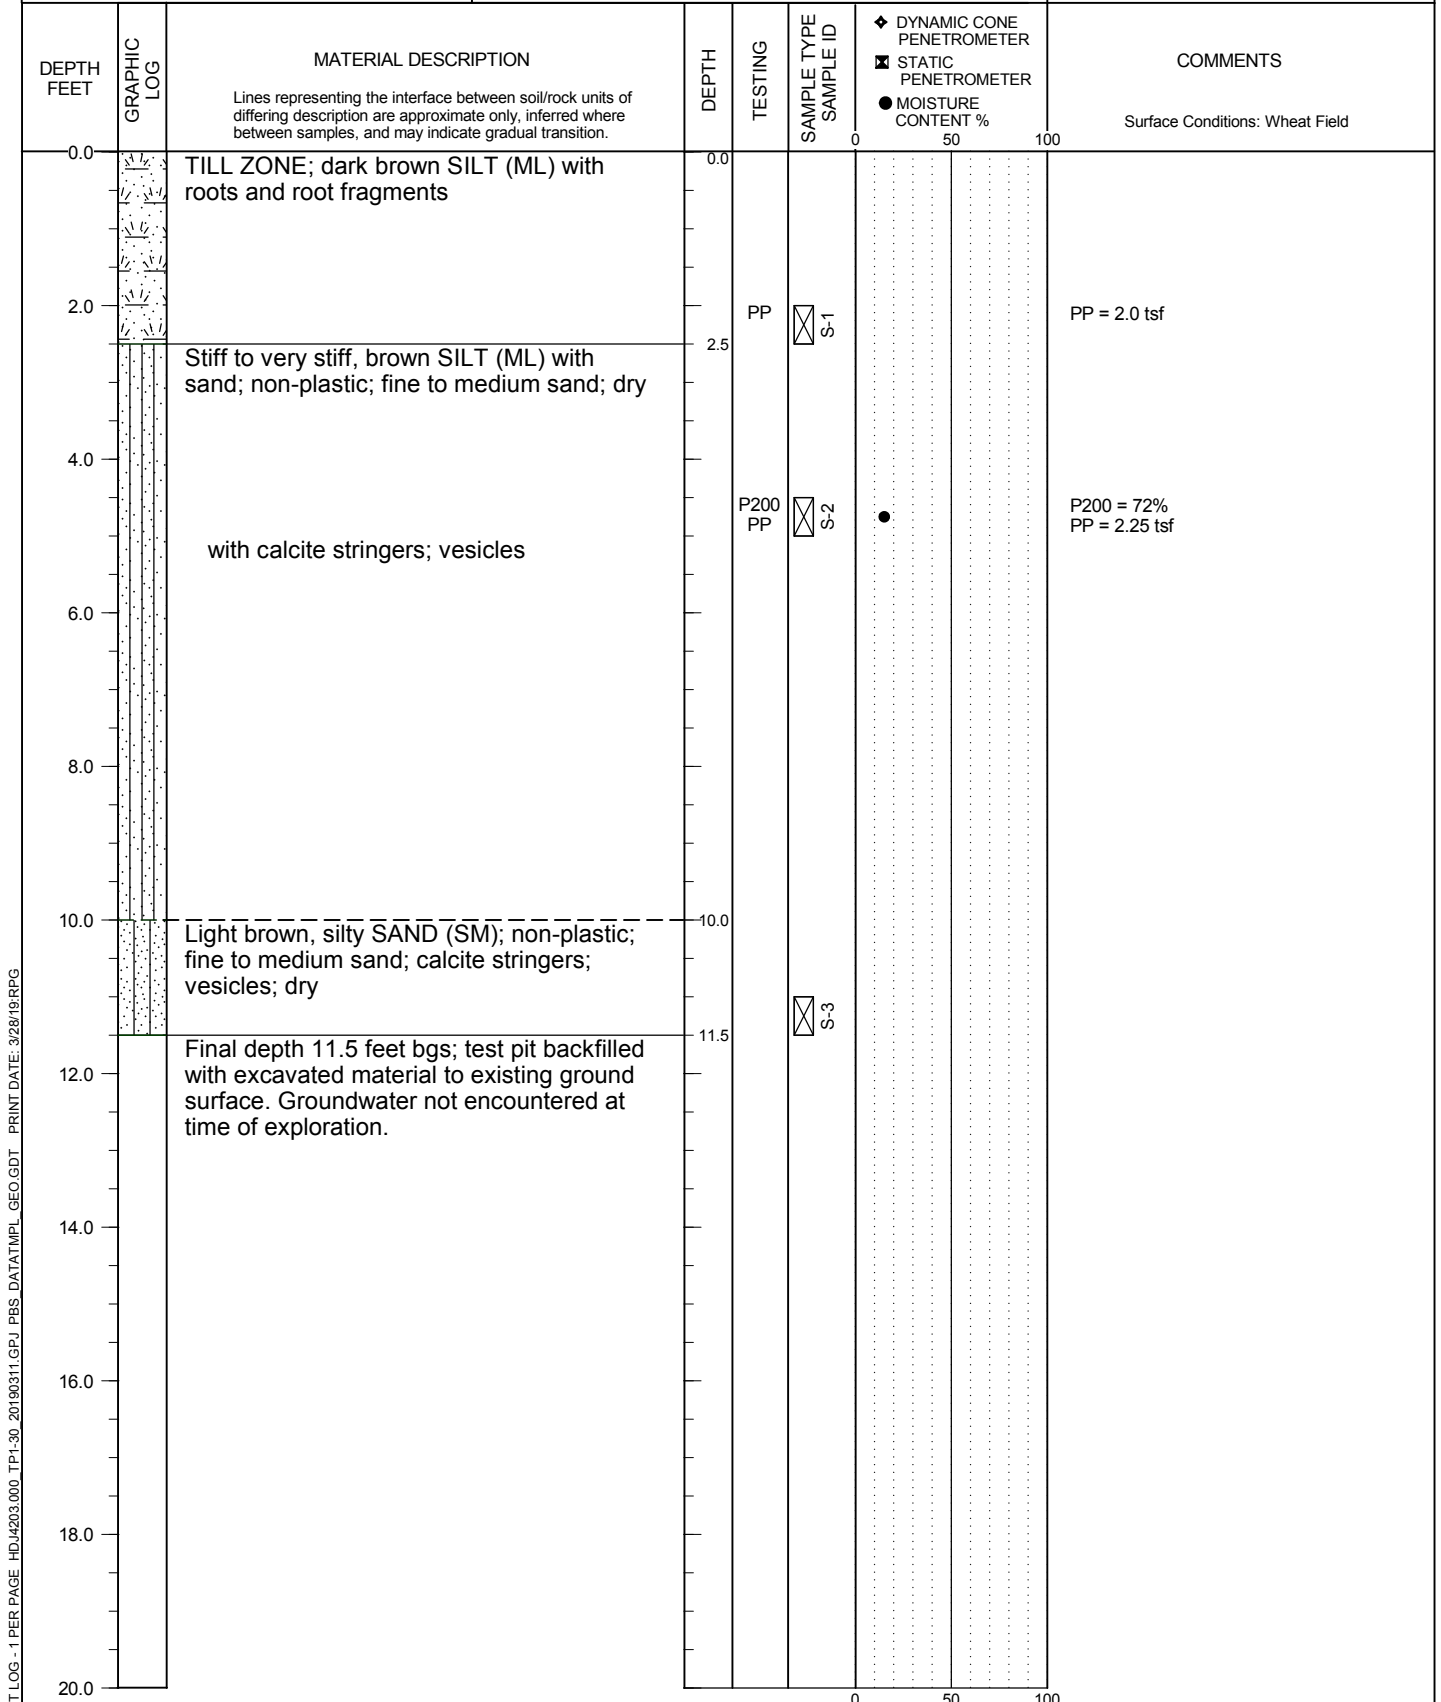 DEPTH
FEET
GRAPHIC
LOG
MATERIAL DESCRIPTION
Lines representing the interface between soil/rock units of
differing description are approximate only, inferred where
between samples, and may indicate gradual transition.
DEPTH
TESTING
SAMPLE TYPE
SAMPLE ID
DYNAMIC CONE
PENETROMETER
STATIC
PENETROMETER
MOISTURE
CONTENT %
0 50 100
COMMENTS
Surface Conditions: Wheat Field
0.0
TILL ZONE; dark brown SILT (ML) with
roots and root fragments
0.0
2.0
PP
S-1
PP = 2.0 tsf
2.5
Stiff to very stiff, brown SILT (ML) with
sand; non-plastic; fine to medium sand; dry
4.0
P200
PP
S-2
P200 = 72%
PP = 2.25 tsf
with calcite stringers; vesicles
6.0
8.0
10.0
10.0
Light brown, silty SAND (SM); non-plastic;
fine to medium sand; calcite stringers;
vesicles; dry
S-3
11.5
Final depth 11.5 feet bgs; test pit backfilled
with excavated material to existing ground
surface. Groundwater not encountered at
time of exploration.
12.0
14.0
16.0
18.0
20.0
0 50 100
T LOG - 1 PER PAGE HDJ4203.000_TP1-30_20190311.GPJ PBS_DATATMPL_GEO.GDT PRINT DATE: 3/28/19:RPG